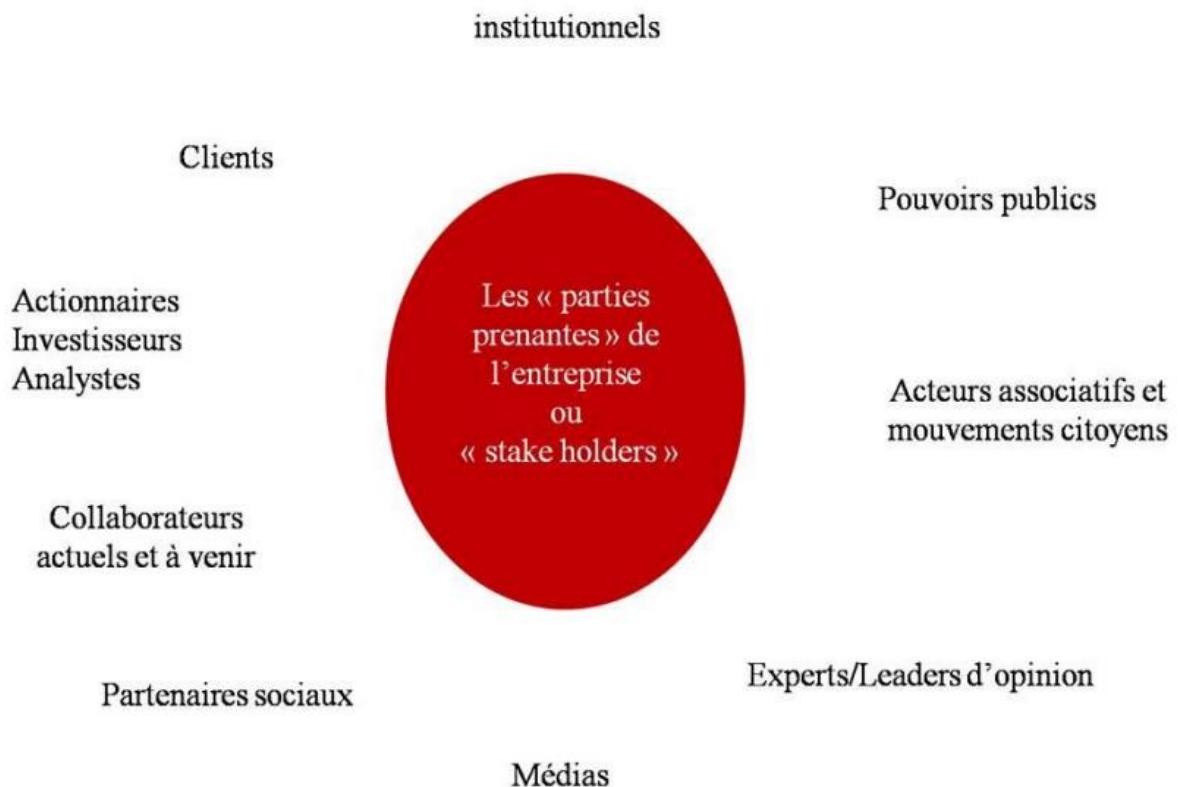 institutionnels
Clients
Pouvoirs publics
Les « parties
prenantes » de
l’entreprise
ou
« stake holders »
Actionnaires
Investisseurs
Analystes
Acteurs associatifs et
mouvements citoyens
Collaborateurs
actuels et à venir
Experts/Leaders d’opinion
Partenaires sociaux
Médias